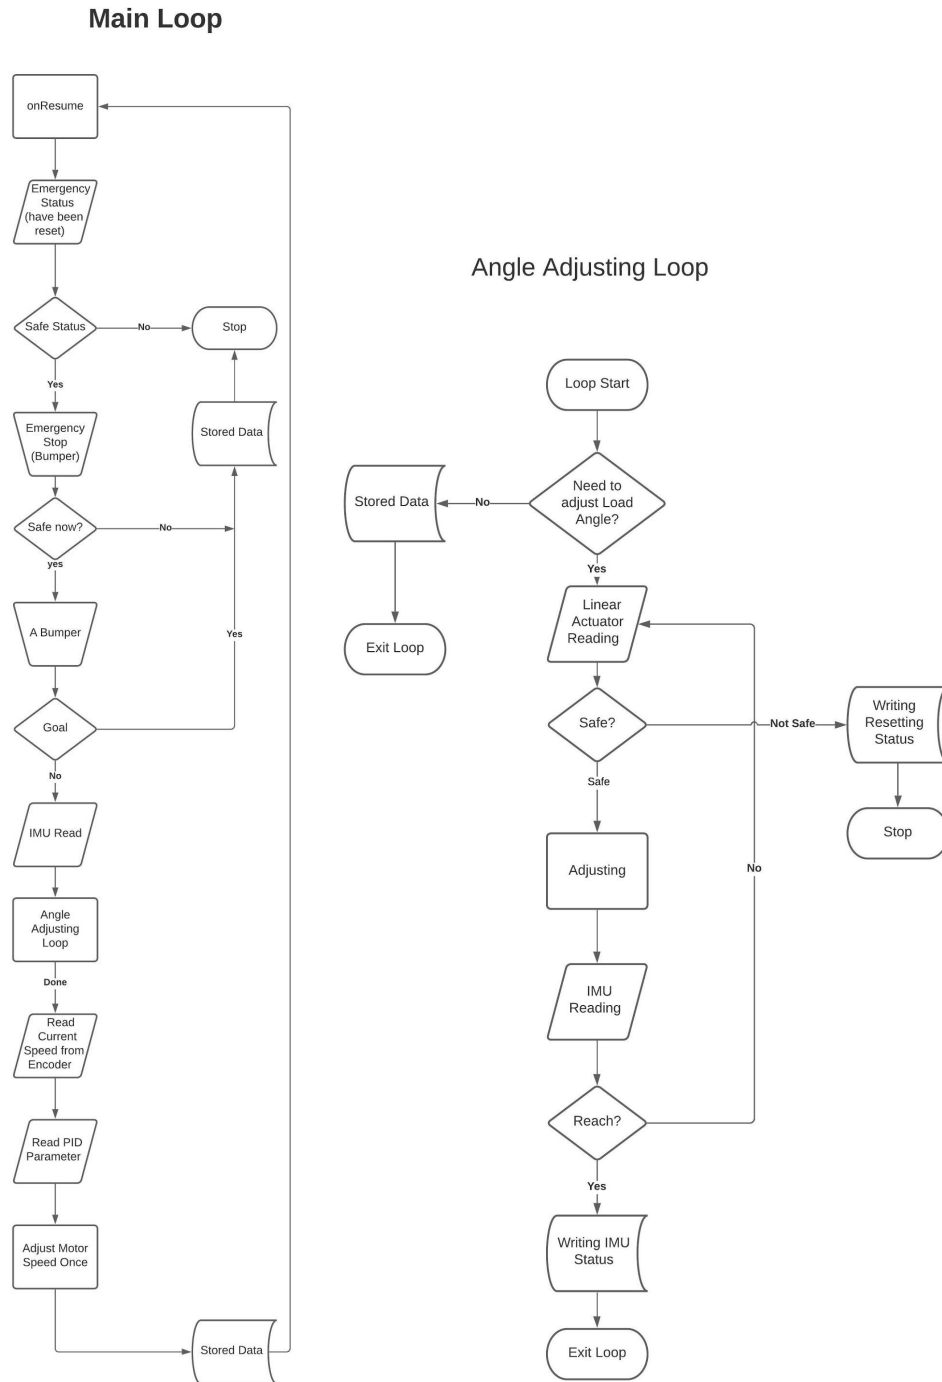 Main Loop
onResume
Emergency
Status
(have been
reset)
Safe Status
No
Stop
Yes
Emergency
Stop
(Bumper)
Stored Data
Safe now?
No
yes
A Bumper
Yes
Goal
No
IMU Read
Angle
Adjusting
Loop
Done
Read
Current
Speed from
Encoder
Read PID
Parameter
Adjust Motor
Speed Once
Stored Data
Angle Adjusting Loop
Loop Start
Need to
adjust Load
Angle?
No
Stored Data
Exit Loop
Yes
Linear
Actuator
Reading
Safe?
Not Safe
Writing
Resetting
Status
Stop
Safe
Adjusting
No
IMU
Reading
Reach?
Yes
Writing IMU
Status
Exit Loop